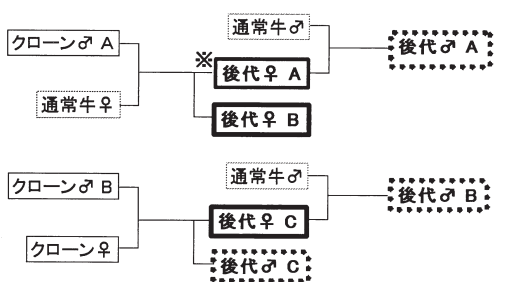 通常牛♂
クローン♂ A
後代♂ A
※
後代♀ A
通常牛♀
後代♀ B
通常牛♂
クローン♂ B
後代♂ B
後代♀ C
クローン♀
後代♂ C